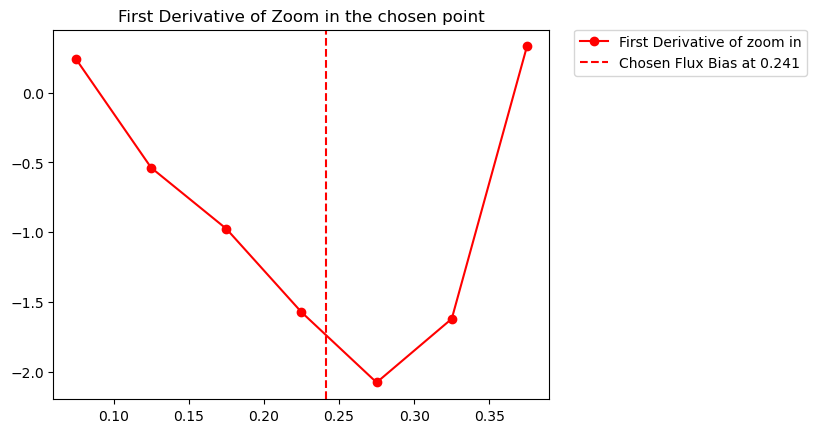 First Derivative of Zoom in the chosen point
First Derivative of zoom in
Chosen Flux Bias at 0.241
0.0
−0.5
−1.0
−1.5
−2.0
0.10 0.15 0.20 0.25 0.30 0.35